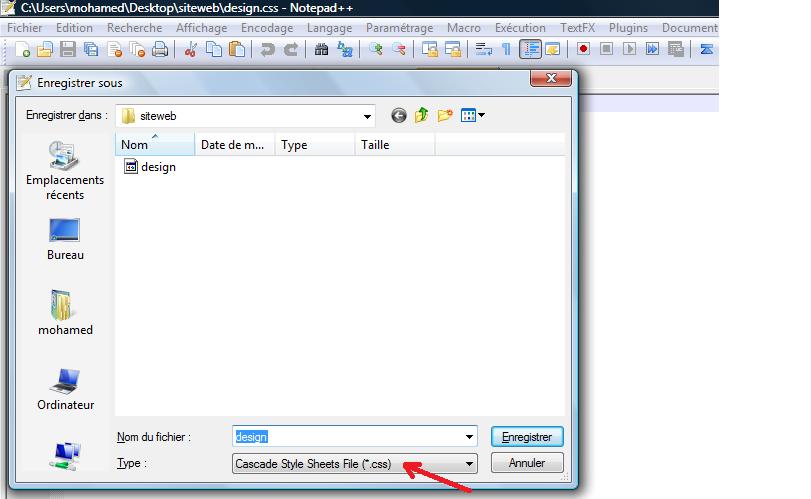 C:\Users\mohamed\Desktop\siteweb\design.css - Notepad++
Fichier Edition Recherche Affichage Encodage Langage Paramétrage Macro Exécution TextFX Plugins Document
Enregistrer sous
Enregistrer dans : siteweb
Nom Date de m... Type Taille
design
Emplacements
récents
Bureau
mohamed
Ordinateur
Nom du fichier : design Enregistrer
Type : Cascade Style Sheets File (*.css) Annuler